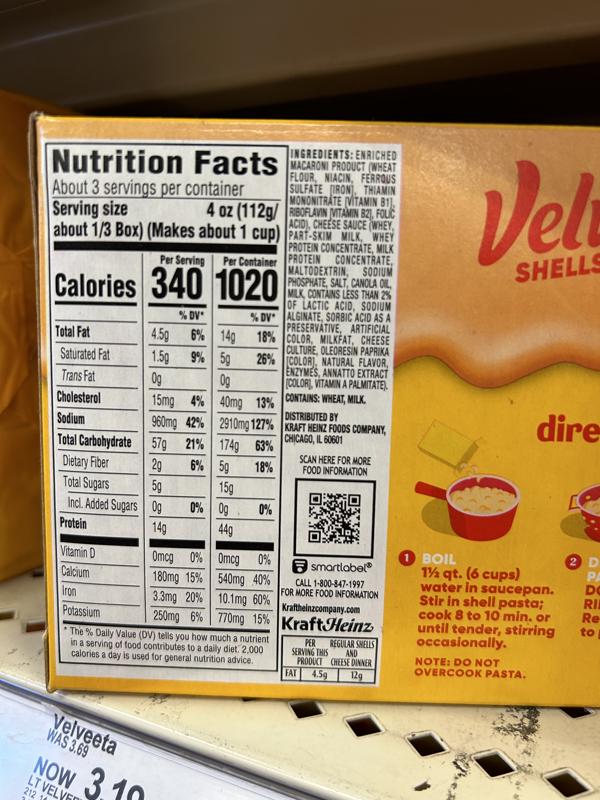 Nutrition Facts
About 3 servings per container
Serving size 4 oz (112g/
about 1/3 Box) (Makes about 1 cup)
Per Serving Per Container
Calories 340 1020
% DV* % DV*
Total Fat 4.5g 6% 14g 18%
Saturated Fat 1.5g 9% 5g 26%
Trans Fat 0g 0g
Cholesterol 15mg 4% 40mg 13%
Sodium 960mg 42% 2910mg 127%
Total Carbohydrate 57g 21% 174g 63%
Dietary Fiber 2g 6% 5g 18%
Total Sugars 5g 15g
Incl. Added Sugars 0g 0% 0g 0%
Protein 14g 44g
Vitamin D 0mcg 0% 0mcg 0%
Calcium 180mg 15% 540mg 40%
Iron 3.3mg 20% 10.1mg 60%
Potassium 250mg 6% 770mg 15%
* The % Daily Value (DV) tells you how much a nutrient
in a serving of food contributes to a daily diet. 2,000
calories a day is used for general nutrition advice.
INGREDIENTS: ENRICHED
MACARONI PRODUCT (WHEAT
FLOUR, NIACIN, FERROUS
SULFATE [IRON], THIAMIN
MONONITRATE [VITAMIN B1],
RIBOFLAVIN [VITAMIN B2], FOLIC
ACID), CHEESE SAUCE (WHEY,
PART-SKIM MILK, WHEY
PROTEIN CONCENTRATE, MILK
PROTEIN CONCENTRATE,
MALTODEXTRIN, SODIUM
PHOSPHATE, SALT, CANOLA OIL,
MILK, CONTAINS LESS THAN 2%
OF LACTIC ACID, SODIUM
ALGINATE, SORBIC ACID AS A
PRESERVATIVE, ARTIFICIAL
COLOR, MILKFAT, CHEESE
CULTURE, OLEORESIN PAPRIKA
[COLOR], NATURAL FLAVOR,
ENZYMES, ANNATTO EXTRACT
[COLOR], VITAMIN A PALMITATE).
CONTAINS: WHEAT, MILK.
DISTRIBUTED BY
KRAFT HEINZ FOODS COMPANY,
CHICAGO, IL 60601
SCAN HERE FOR MORE
FOOD INFORMATION
smartlabel®
CALL 1-800-847-1997
FOR MORE FOOD INFORMATION
Kraftheinzcompany.com
KraftHeinz
PER SERVING THIS PRODUCT REGULAR SHELLS AND CHEESE DINNER
FAT 4.5g 12g
Vel
SHELLS
dire
1 BOIL
1½ qt. (6 cups)
water in saucepan.
Stir in shell pasta;
cook 8 to 10 min. or
until tender, stirring
occasionally.
NOTE: DO NOT
OVERCOOK PASTA.
2 D
Re
to
Velveeta
WAS 3.69
NOW 3.19